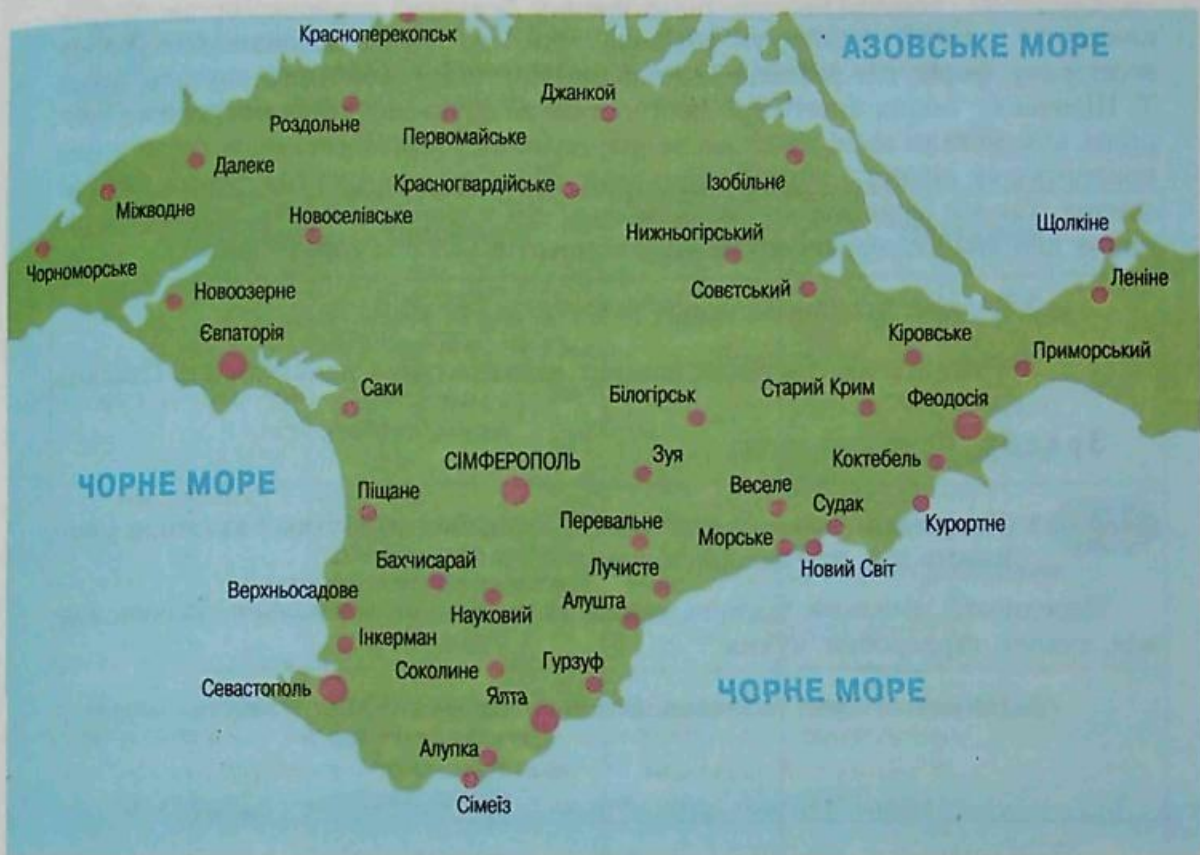 Красноперекопськ
АЗОВСЬКЕ МОРЕ
Джанкой
Роздольне
Первомайське
Далеке
Красногвардійське
Ізобільне
Міжводне
Новоселівське
Нижньогірський
Щолкіне
Чорноморське
Новоозерне
Совєтський
Леніне
Євпаторія
Кіровське
Приморський
Саки
Білогірськ
Старий Крим
Феодосія
ЧОРНЕ МОРЕ
СІМФЕРОПОЛЬ
Зуя
Коктебель
Піщане
Веселе
Судак
Перевальне
Морське
Курортне
Бахчисарай
Лучисте
Новий Світ
Верхньосадове
Науковий
Алушта
Інкерман
Соколине
Гурзуф
Севастополь
Ялта
ЧОРНЕ МОРЕ
Алупка
Сімеїз